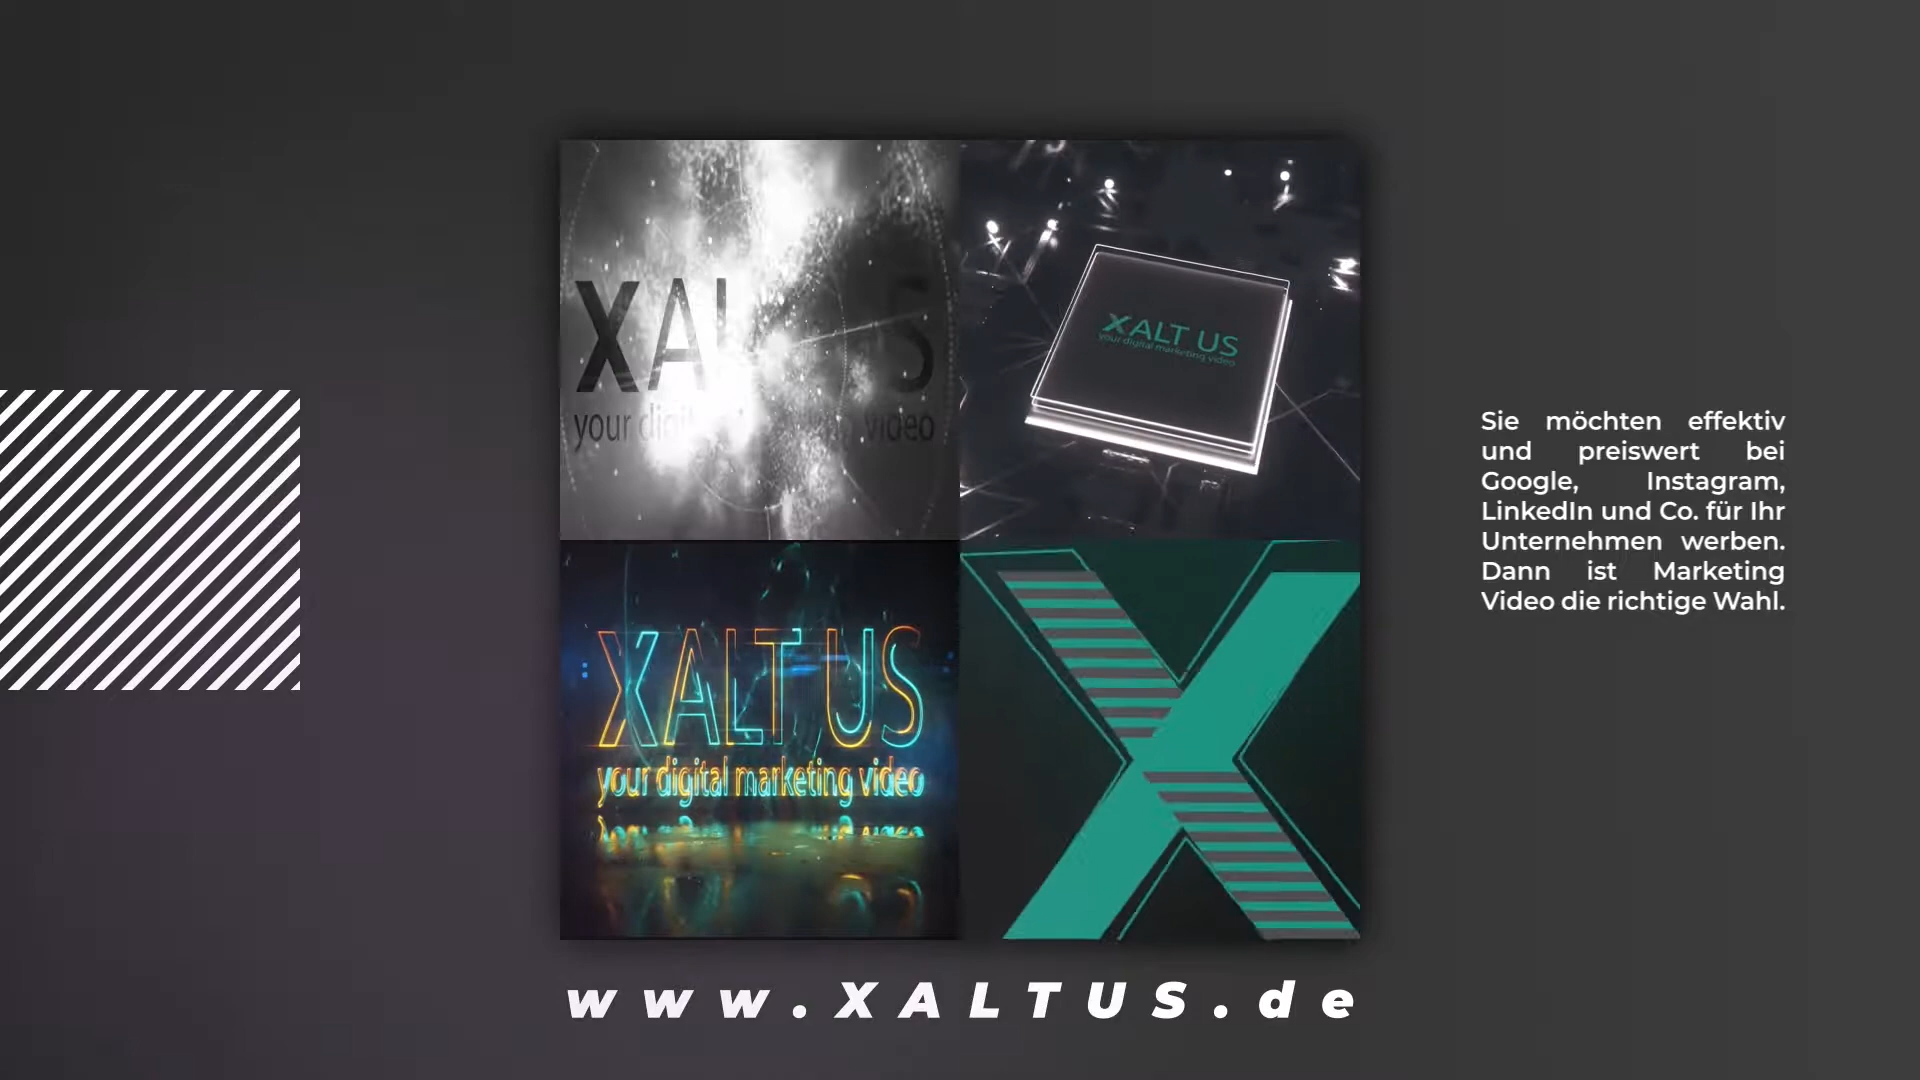 XAL
S
your
video
XALT US
your digital marketing video
Sie möchten effektiv
und preiswert bei
Google, Instagram,
LinkedIn und Co. für Ihr
Unternehmen werben.
Dann ist Marketing
Video die richtige Wahl.
XALT US
your digital marketing video
X
www.XALTUS.de